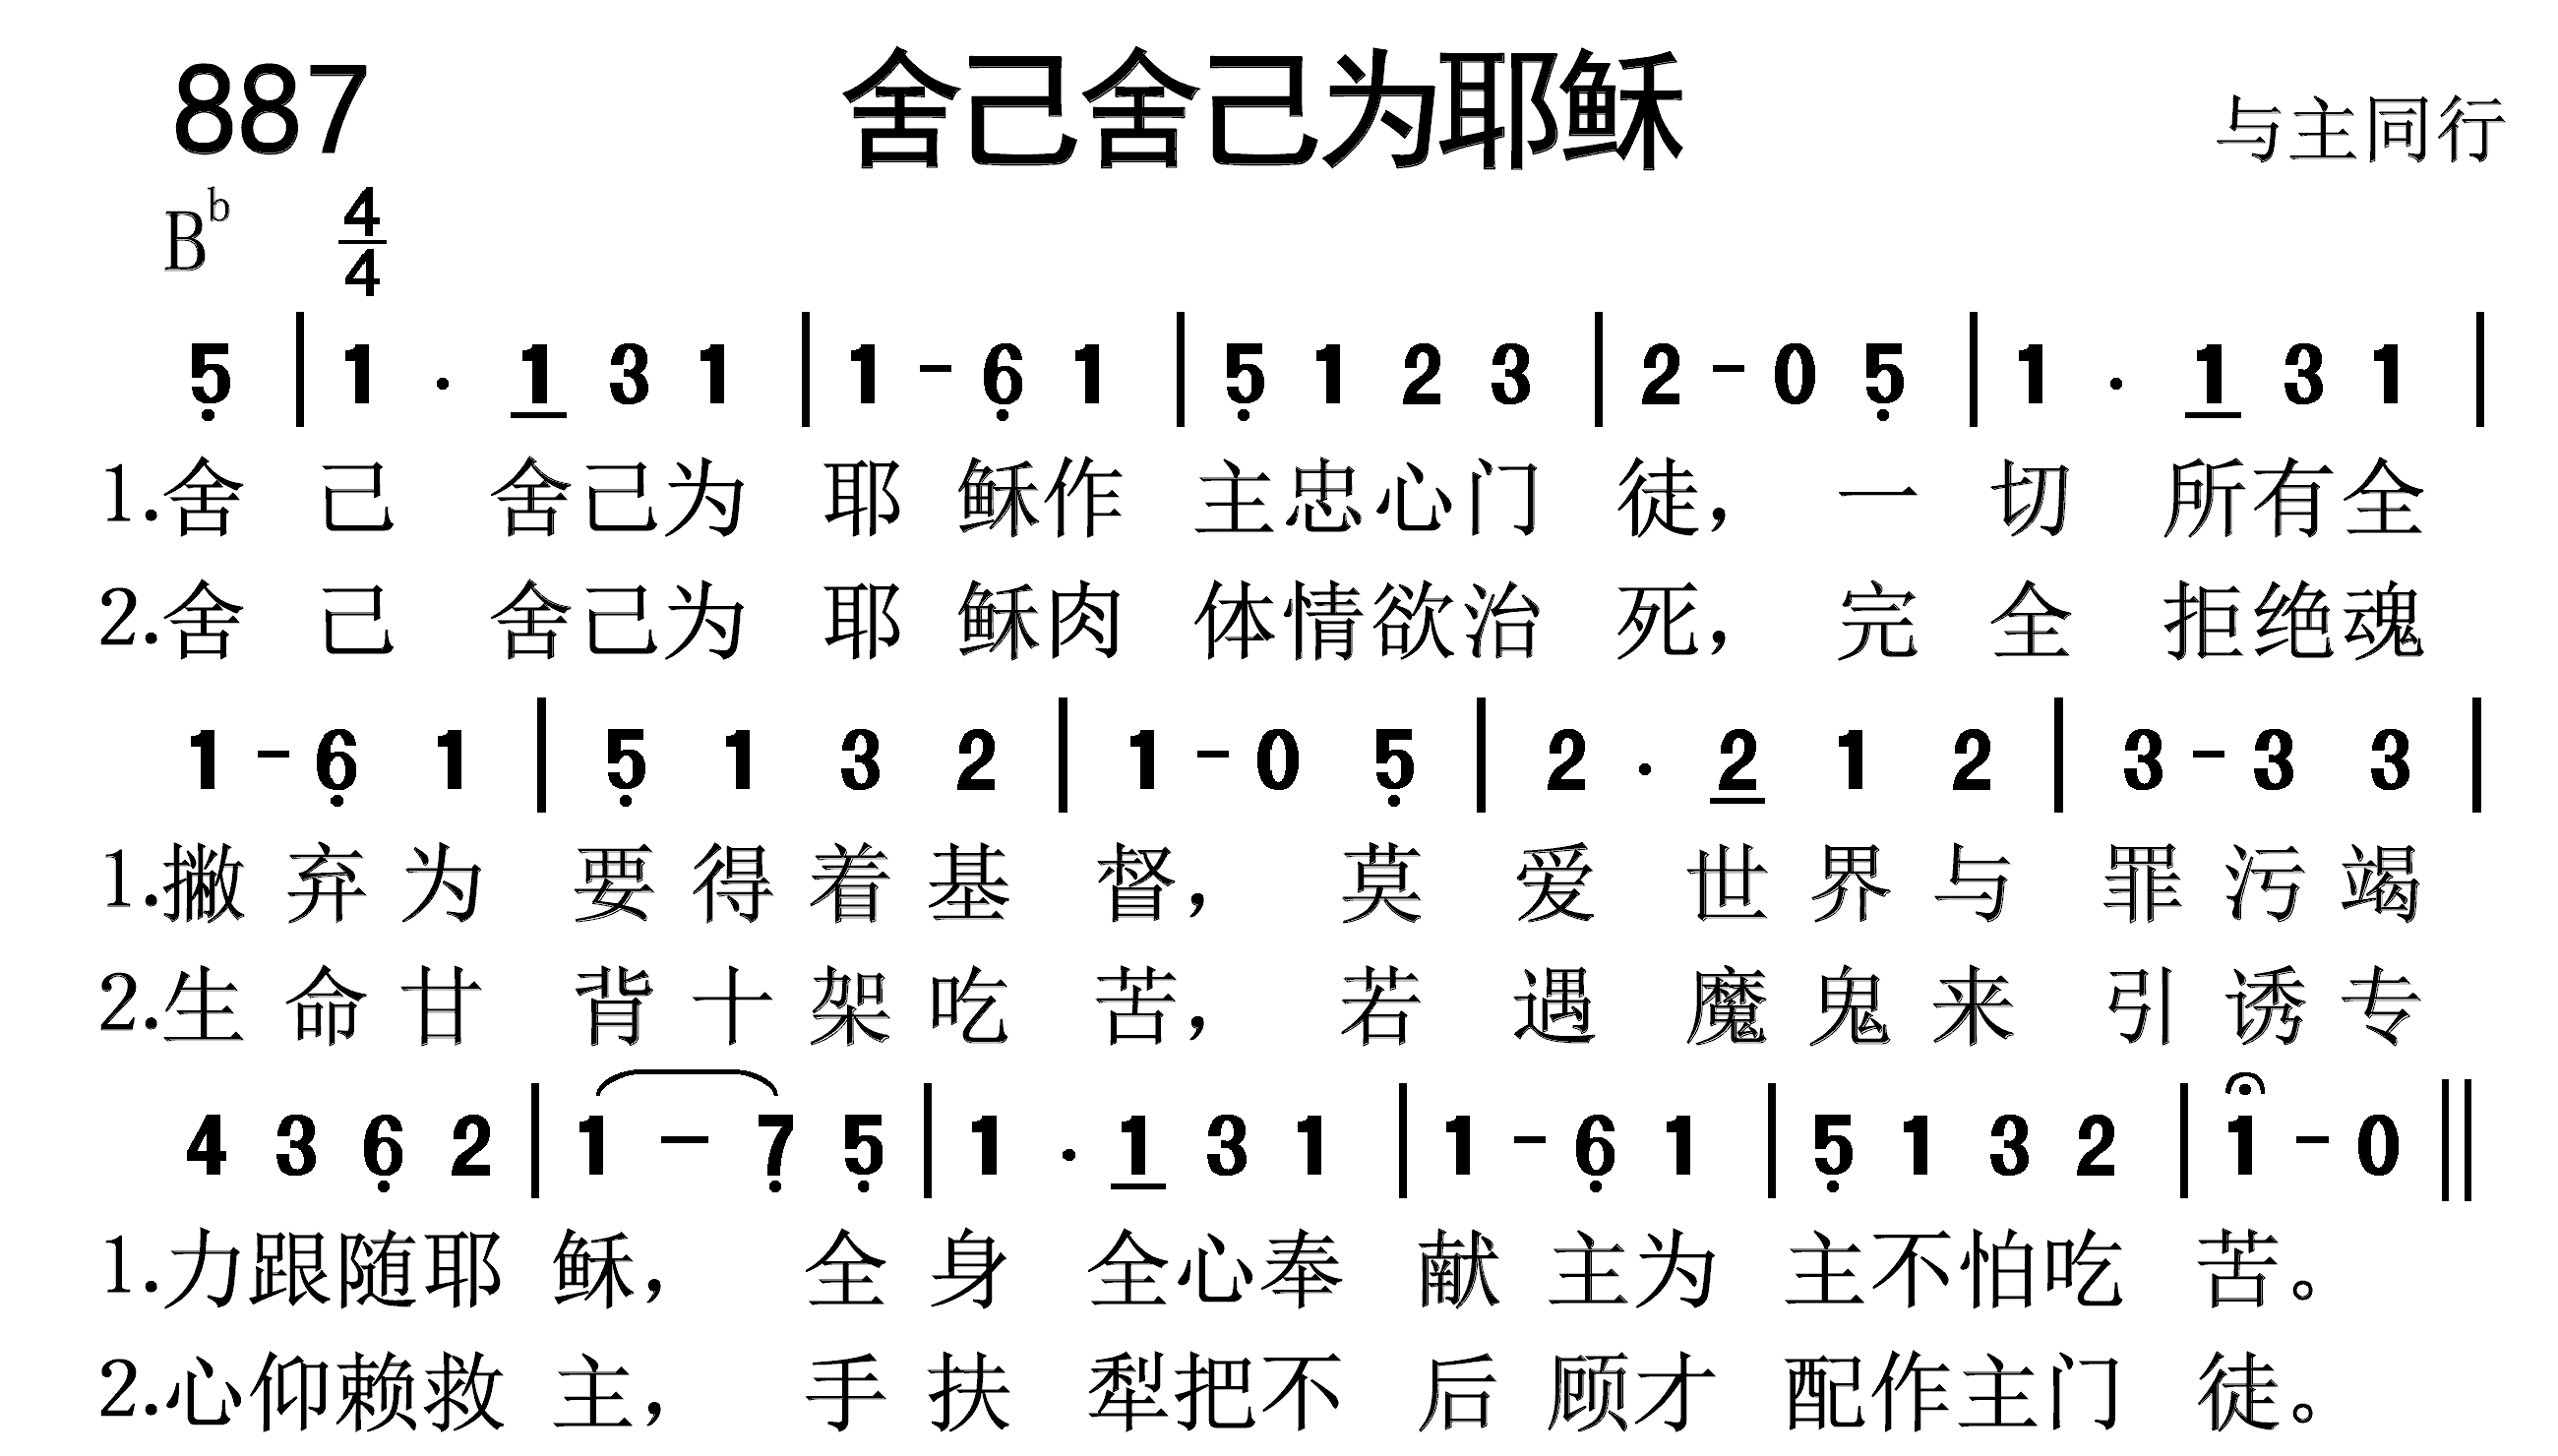 887 舍己舍己为耶稣 与主同行
B♭ 4/4
5̣ | 1 · 1̲ 3 1 | 1 - 6̣ 1 | 5̣ 1 2 3 | 2 - 0 5̣ | 1 · 1̲ 3 1 |
1.舍 己 舍己为 耶 稣作 主忠心门 徒， 一 切 所有全
2.舍 己 舍己为 耶 稣肉 体情欲治 死， 完 全 拒绝魂
1 - 6̣ 1 | 5̣ 1 3 2 | 1 - 0 5̣ | 2 · 2̲ 1 2 | 3 - 3 3 |
1.撇 弃 为 要 得 着 基 督， 莫 爱 世 界 与 罪 污 竭
2.生 命 甘 背 十 架 吃 苦， 若 遇 魔 鬼 来 引 诱 专
4 3 6̣ 2 | 1 - 7̣ 5̣ | 1 · 1̲ 3 1 | 1 - 6̣ 1 | 5̣ 1 3 2 | 1 - 0 ||
1.力跟随耶 稣， 全 身 全心奉 献 主为 主不怕吃 苦。
2.心仰赖救 主， 手 扶 犁把不 后 顾才 配作主门 徒。